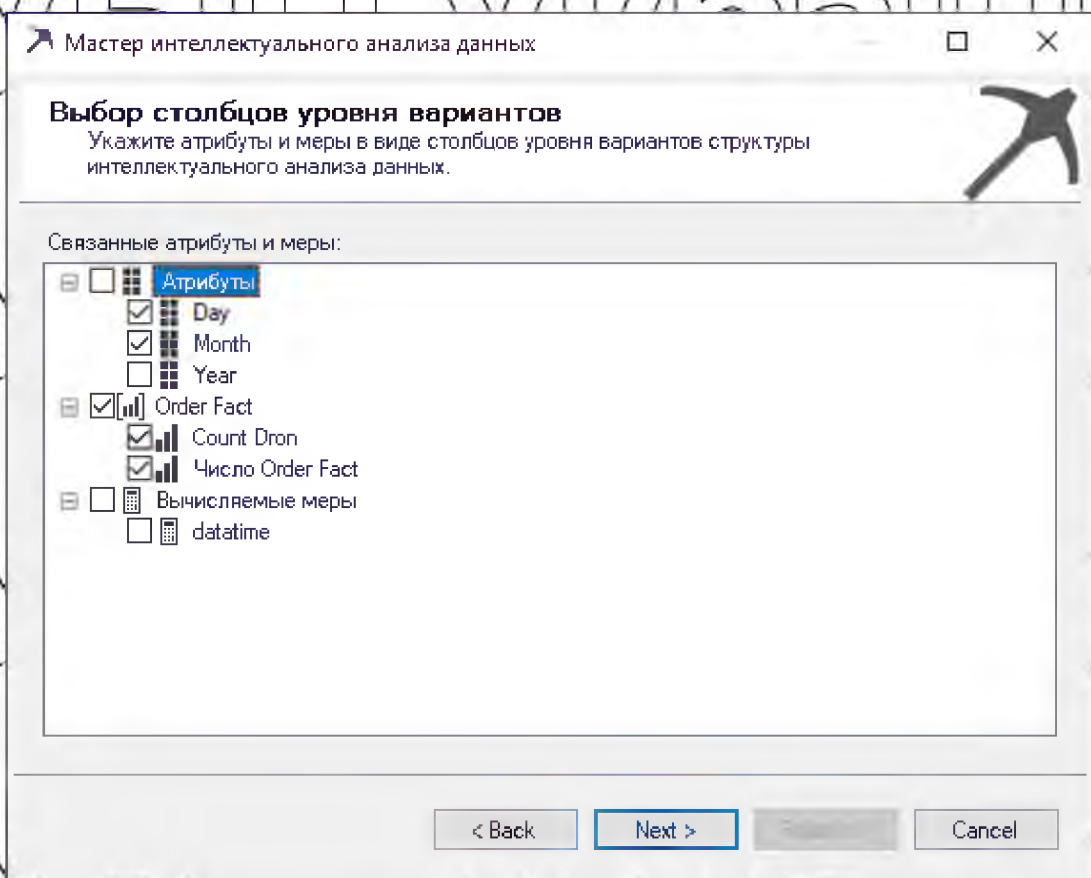 Мастер интеллектуального анализа данных
Выбор столбцов уровня вариантов
Укажите атрибуты и меры в виде столбцов уровня вариантов структуры
интеллектуального анализа данных.
Связанные атрибуты и меры:
Атрибуты
Day
Month
Year
Order Fact
Count Dron
Число Order Fact
Вычисляемые меры
datatime
< Back
Next >
Cancel